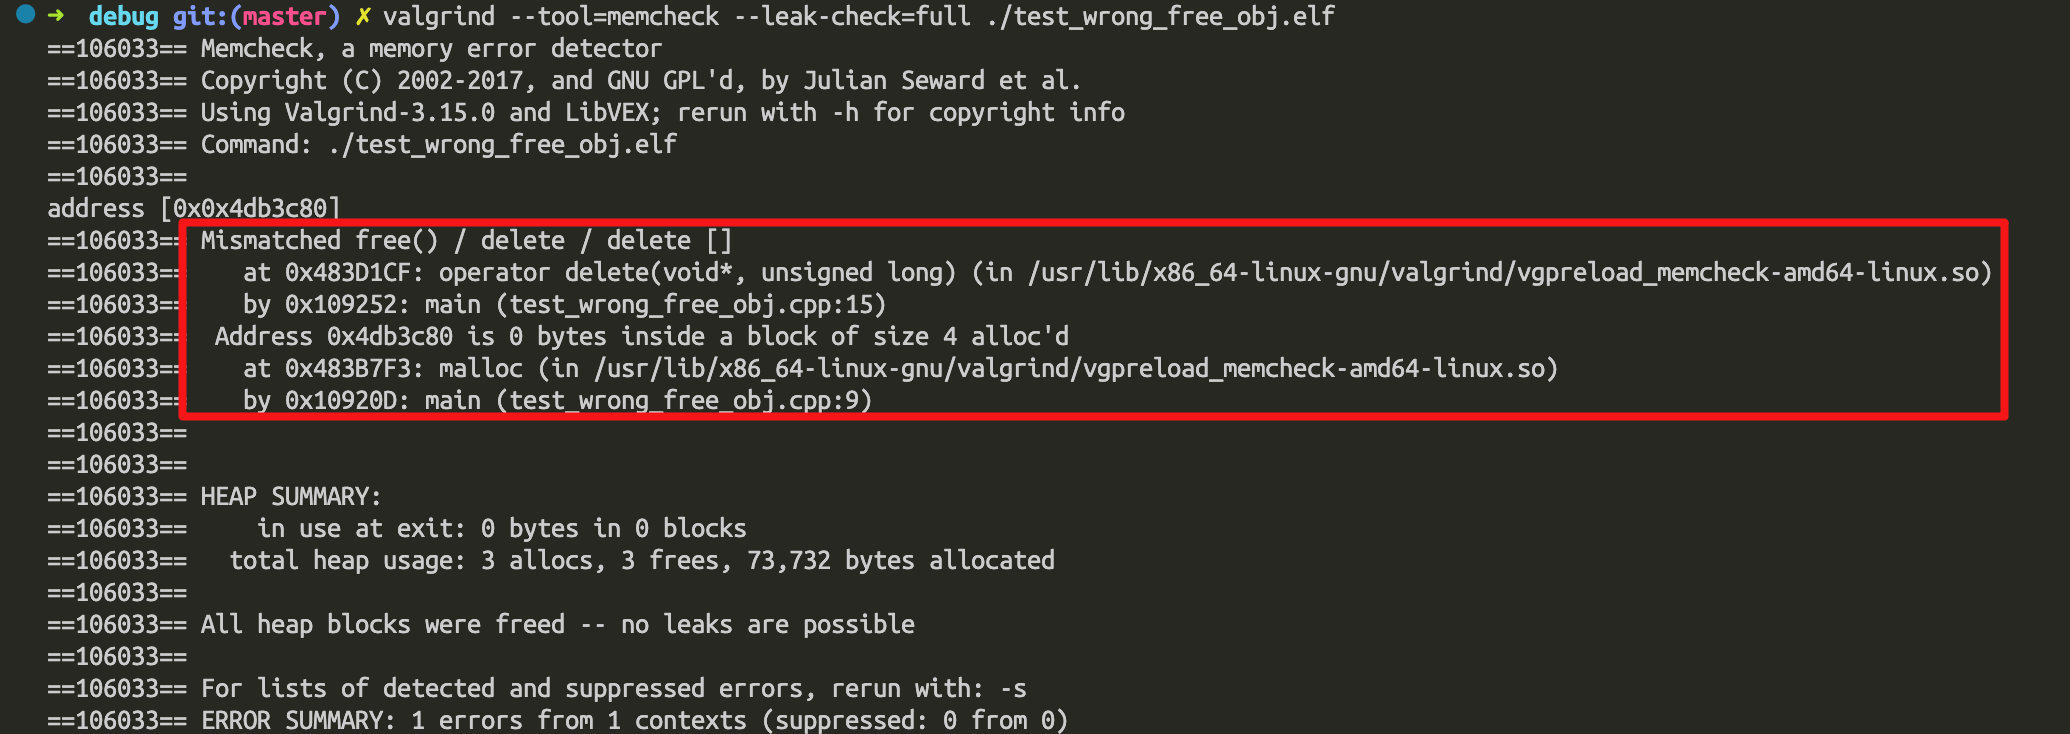 ➜ debug git:(master) ✗ valgrind --tool=memcheck --leak-check=full ./test_wrong_free_obj.elf
==106033== Memcheck, a memory error detector
==106033== Copyright (C) 2002-2017, and GNU GPL'd, by Julian Seward et al.
==106033== Using Valgrind-3.15.0 and LibVEX; rerun with -h for copyright info
==106033== Command: ./test_wrong_free_obj.elf
==106033==
address [0x0x4db3c80]
==106033== Mismatched free() / delete / delete []
==106033==    at 0x483D1CF: operator delete(void*, unsigned long) (in /usr/lib/x86_64-linux-gnu/valgrind/vgpreload_memcheck-amd64-linux.so)
==106033==    by 0x109252: main (test_wrong_free_obj.cpp:15)
==106033==  Address 0x4db3c80 is 0 bytes inside a block of size 4 alloc'd
==106033==    at 0x483B7F3: malloc (in /usr/lib/x86_64-linux-gnu/valgrind/vgpreload_memcheck-amd64-linux.so)
==106033==    by 0x10920D: main (test_wrong_free_obj.cpp:9)
==106033==
==106033==
==106033== HEAP SUMMARY:
==106033==     in use at exit: 0 bytes in 0 blocks
==106033==   total heap usage: 3 allocs, 3 frees, 73,732 bytes allocated
==106033==
==106033== All heap blocks were freed -- no leaks are possible
==106033==
==106033== For lists of detected and suppressed errors, rerun with: -s
==106033== ERROR SUMMARY: 1 errors from 1 contexts (suppressed: 0 from 0)